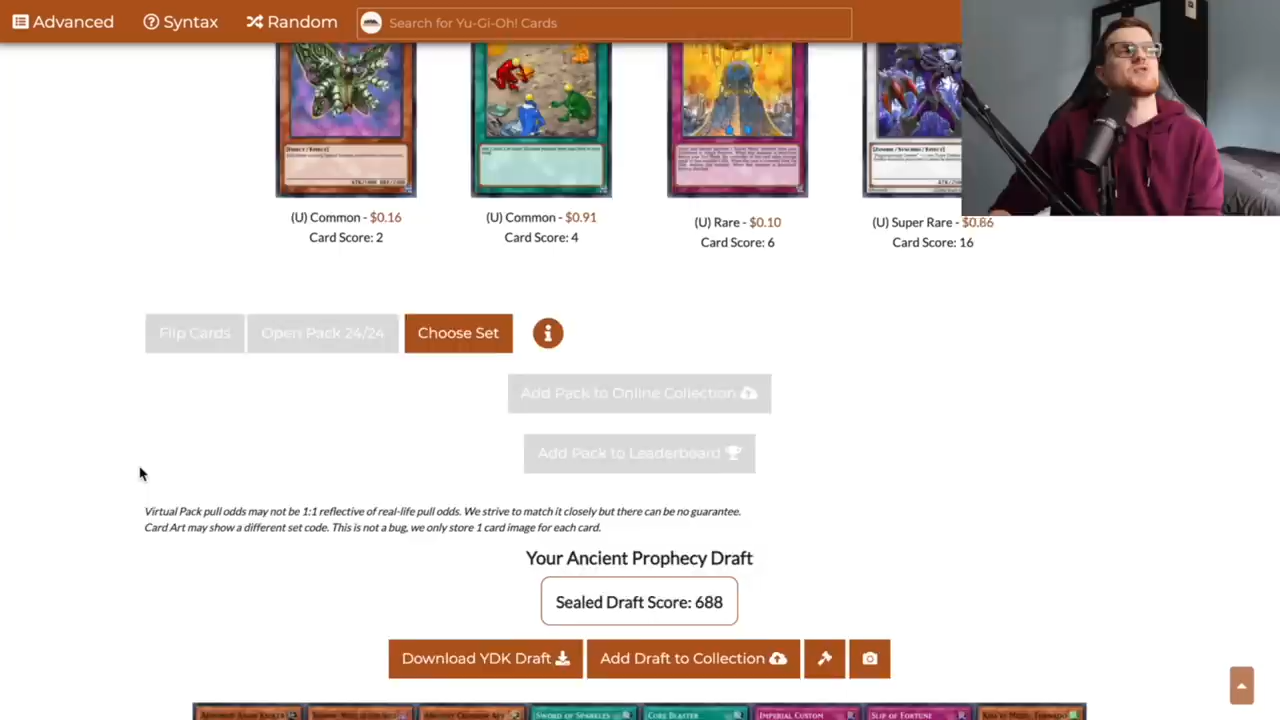 Advanced
Syntax
Random
Search for Yu-Gi-Oh! Cards
(U) Common - $0.16
Card Score: 2
(U) Common - $0.91
Card Score: 4
(U) Rare - $0.10
Card Score: 6
(U) Super Rare - $0.86
Card Score: 16
Flip Cards
Open Pack 24/24
Choose Set
Add Pack to Online Collection
Add Pack to Leaderboard
Virtual Pack pull odds may not be 1:1 reflective of real-life pull odds. We strive to match it closely but there can be no guarantee.
Card Art may show a different set code. This is not a bug, we only store 1 card image for each card.
Your Ancient Prophecy Draft
Sealed Draft Score: 688
Download YDK Draft
Add Draft to Collection
Sword of Sparkles
Core Blaster
Imperial Custom
Slip of Fortune